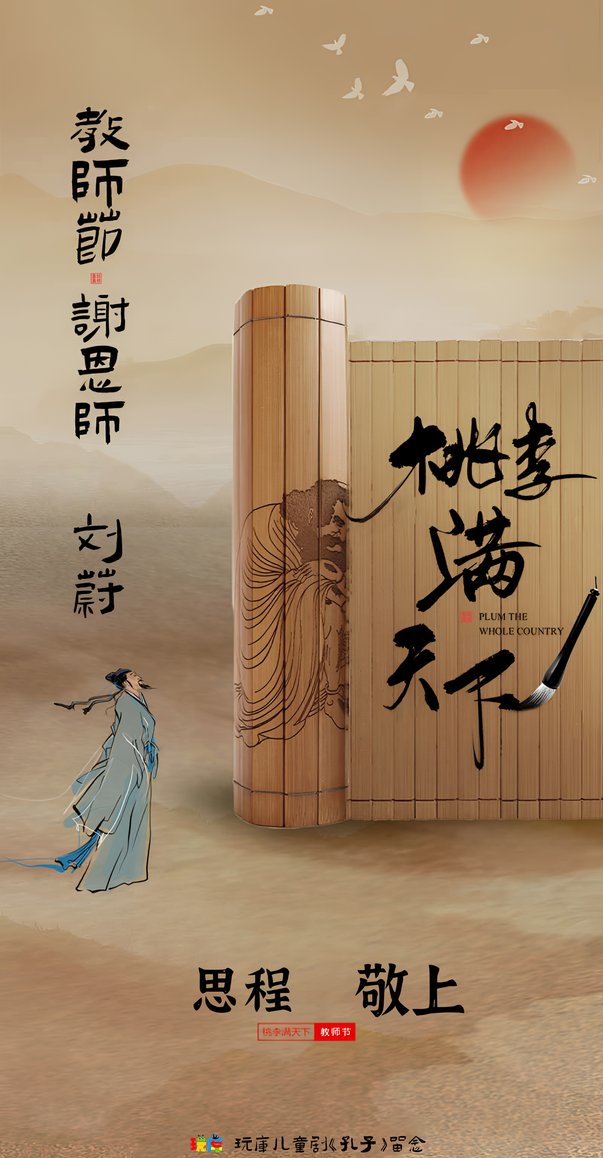 教師節
謝恩師
刘蔚
桃李
满
天下
PLUM THE
WHOLE COUNTRY
思程 敬上
桃李满天下 教师节
玩库 玩庫儿童剧《孔子》留念